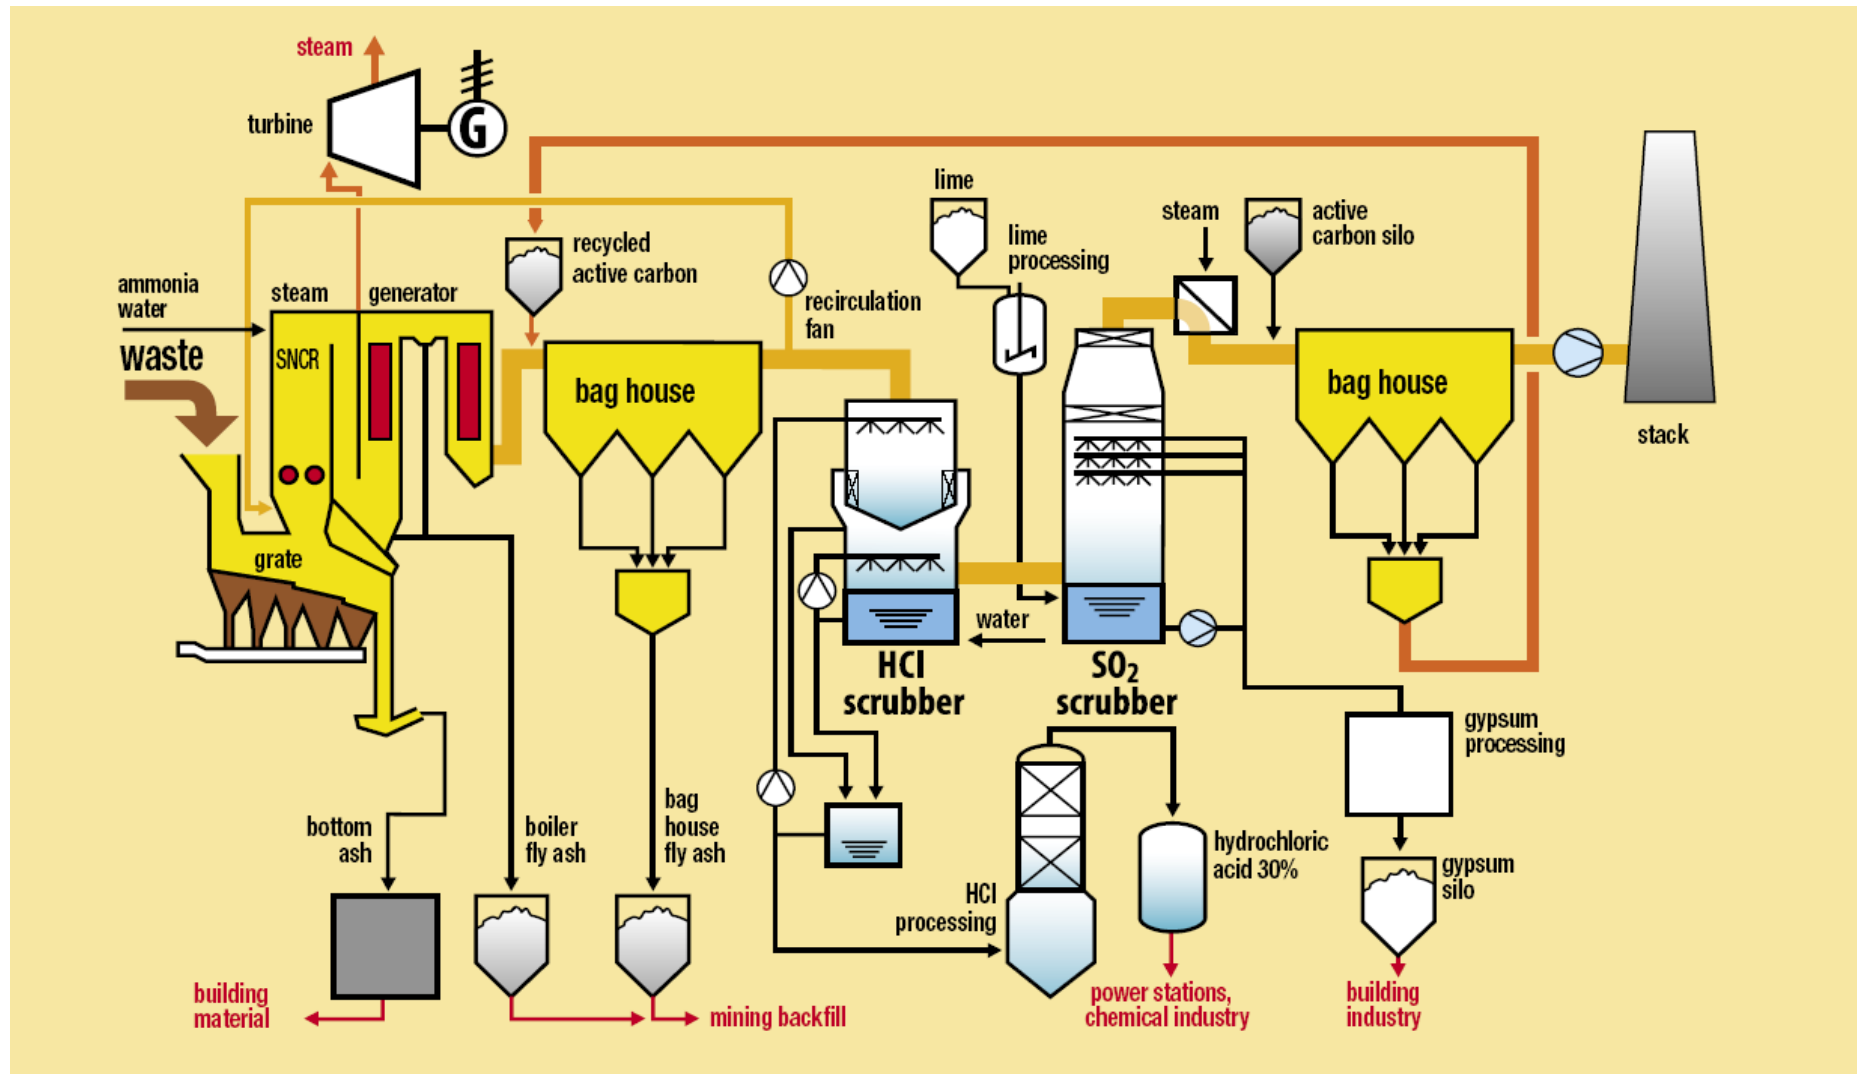 steam
turbine
G
lime
lime
processing
steam
active
carbon silo
recycled
active carbon
ammonia
water
steam generator
recirculation
fan
waste
SNCR
bag house
bag house
stack
grate
water
HCl
scrubber
SO₂
scrubber
gypsum
processing
bottom
ash
boiler
fly ash
bag
house
fly ash
hydrochloric
acid 30%
gypsum
silo
HCl
processing
building
material
mining backfill
power stations,
chemical industry
building
industry